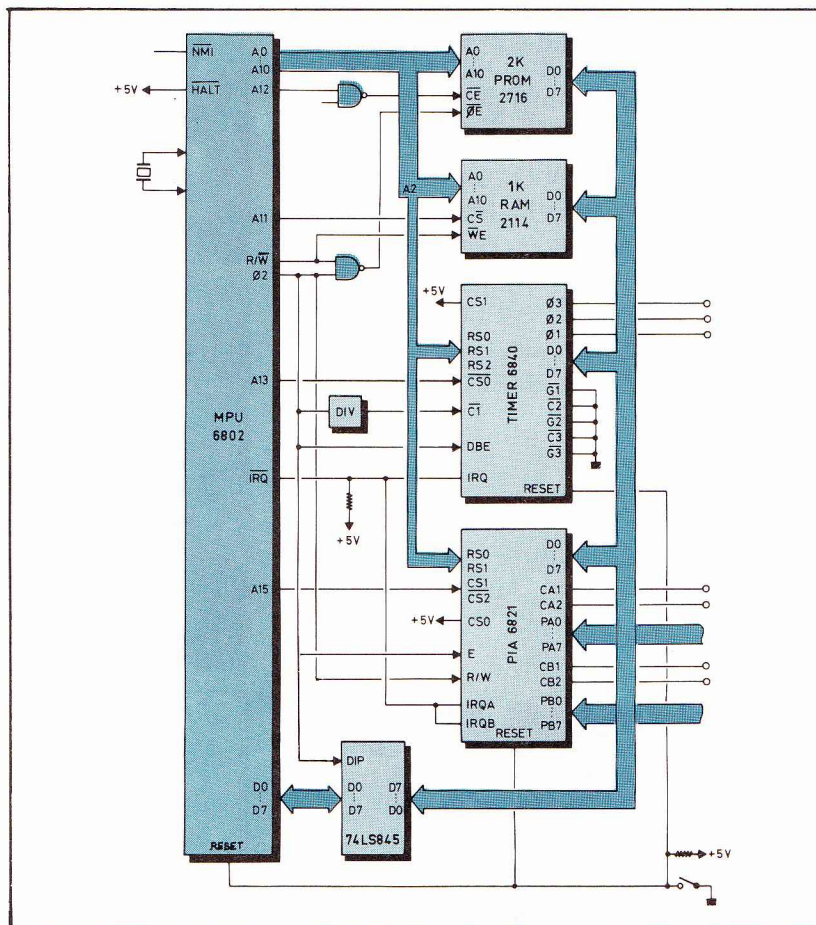 NMI
HALT
+5V
A0
A10
A12
A11
R/W
Ø2
A13
MPU
6802
IRQ
A15
D0
D7
RESET
A0
A10
CE
ØE
2K
PROM
2716
D0
D7
A2
A0
A10
CS
WE
1K
RAM
2114
D0
D7
+5V
CS1
RS0
RS1
RS2
CS0
C1
DBE
IRQ
TIMER 6840
Ø3
Ø2
Ø1
D0
D7
G1
C2
G2
C3
G3
RESET
DIV
+5V
RS0
RS1
CS1
CS2
+5V
CS0
E
R/W
IRQA
IRQB
PIA 6821
D0
D7
CA1
CA2
PA0
PA7
CB1
CB2
PB0
PB7
RESET
DIP
D0
D7
D7
D0
74LS845
+5V